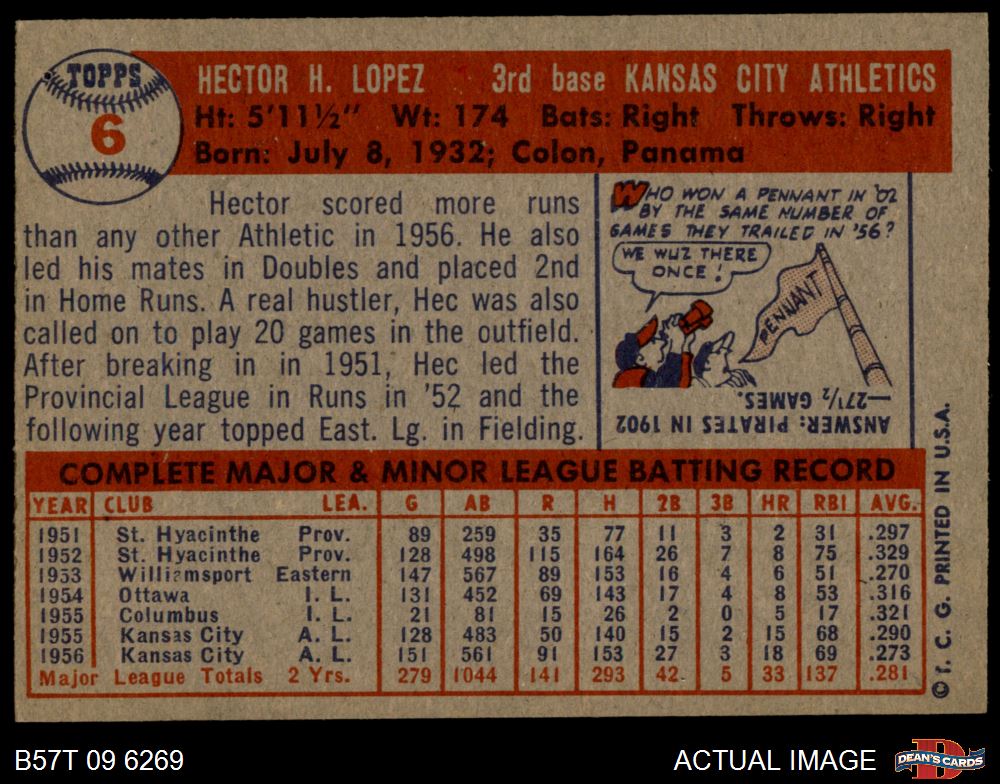 TOPPS
6
HECTOR H. LOPEZ 3rd base KANSAS CITY ATHLETICS
Ht: 5'11½" Wt: 174 Bats: Right Throws: Right
Born: July 8, 1932; Colon, Panama
Hector scored more runs
than any other Athletic in 1956. He also
led his mates in Doubles and placed 2nd
in Home Runs. A real hustler, Hec was also
called on to play 20 games in the outfield.
After breaking in in 1951, Hec led the
Provincial League in Runs in '52 and the
following year topped East. Lg. in Fielding.
WHO WON A PENNANT IN '02
BY THE SAME NUMBER OF
GAMES THEY TRAILED IN '56?
WE WUZ THERE
ONCE!
PENNANT
ANSWER: PIRATES IN 1902
—27½ GAMES.
COMPLETE MAJOR & MINOR LEAGUE BATTING RECORD
YEAR CLUB LEA. G AB R H 2B 3B HR RBI AVG.
1951 St. Hyacinthe Prov. 89 259 35 77 11 3 2 31 .297
1952 St. Hyacinthe Prov. 128 498 115 164 26 7 8 75 .329
1953 Williamsport Eastern 147 567 89 153 16 4 6 51 .270
1954 Ottawa I. L. 131 452 69 143 17 4 8 53 .316
1955 Columbus I. L. 21 81 15 26 2 0 5 17 .321
1955 Kansas City A. L. 128 483 50 140 15 2 15 68 .290
1956 Kansas City A. L. 151 561 91 153 27 3 18 69 .273
Major League Totals 2 Yrs. 279 1044 141 293 42 5 33 137 .281
© T. C. G. PRINTED IN U.S.A.
B57T 09 6269
ACTUAL IMAGE
D
DEAN'S CARDS